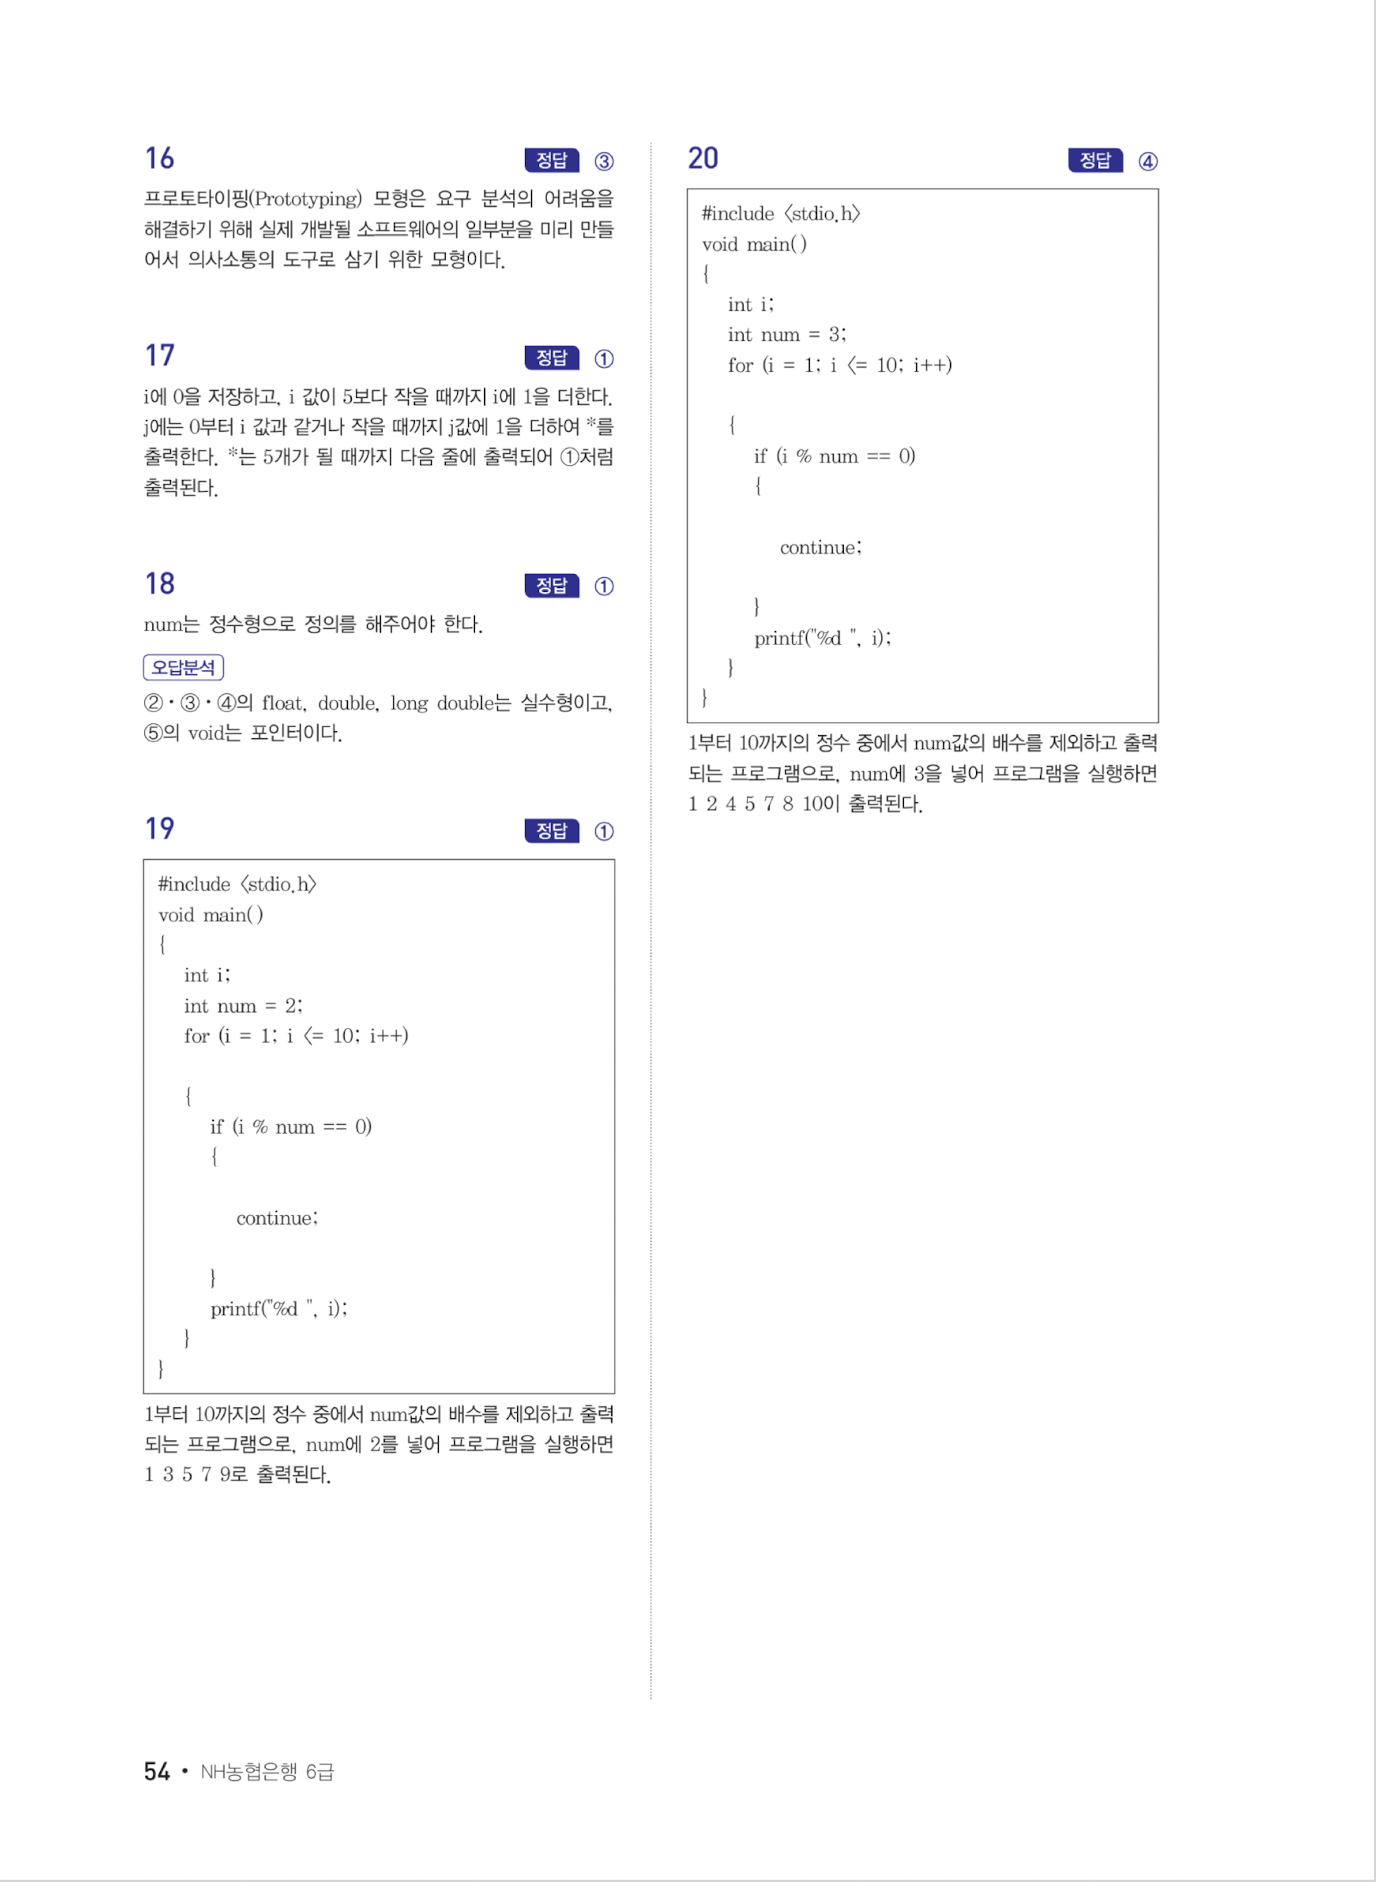 16
정답 ③
프로토타이핑(Prototyping) 모형은 요구 분석의 어려움을
해결하기 위해 실제 개발될 소프트웨어의 일부분을 미리 만들
어서 의사소통의 도구로 삼기 위한 모형이다.
17
정답 ①
i에 0을 저장하고, i 값이 5보다 작을 때까지 i에 1을 더한다.
j에는 0부터 i 값과 같거나 작을 때까지 j값에 1을 더하여 *를
출력한다. *는 5개가 될 때까지 다음 줄에 출력되어 ①처럼
출력된다.
18
정답 ①
num는 정수형으로 정의를 해주어야 한다.
오답분석
②·③·④의 float, double, long double는 실수형이고,
⑤의 void는 포인터이다.
19
정답 ①
#include <stdio.h>
void main()
{
int i;
int num = 2;
for (i = 1; i <= 10; i++)
{
if (i % num == 0)
{
continue;
}
printf("%d ", i);
}
}
1부터 10까지의 정수 중에서 num값의 배수를 제외하고 출력
되는 프로그램으로, num에 2를 넣어 프로그램을 실행하면
1 3 5 7 9로 출력된다.
20
정답 ④
#include <stdio.h>
void main()
{
int i;
int num = 3;
for (i = 1; i <= 10; i++)
{
if (i % num == 0)
{
continue;
}
printf("%d ", i);
}
}
1부터 10까지의 정수 중에서 num값의 배수를 제외하고 출력
되는 프로그램으로, num에 3을 넣어 프로그램을 실행하면
1 2 4 5 7 8 10이 출력된다.
54 • NH농협은행 6급